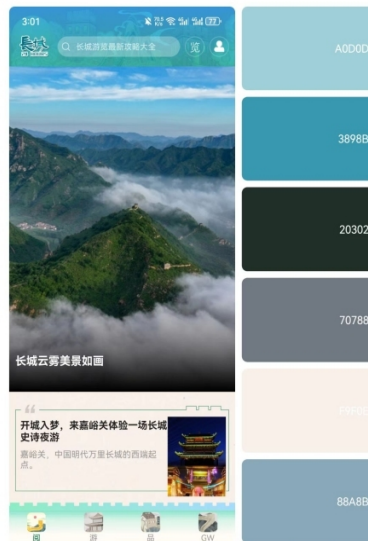 3:01
长城游览最新攻略大全
览
长城云雾美景如画
开城入梦，来嘉峪关体验一场长城
史诗夜游
嘉峪关，中国明代万里长城的西端起
点。
阅
游
品
GW
A0D0D
3898B
20302
70788
F9F0E
88A8B